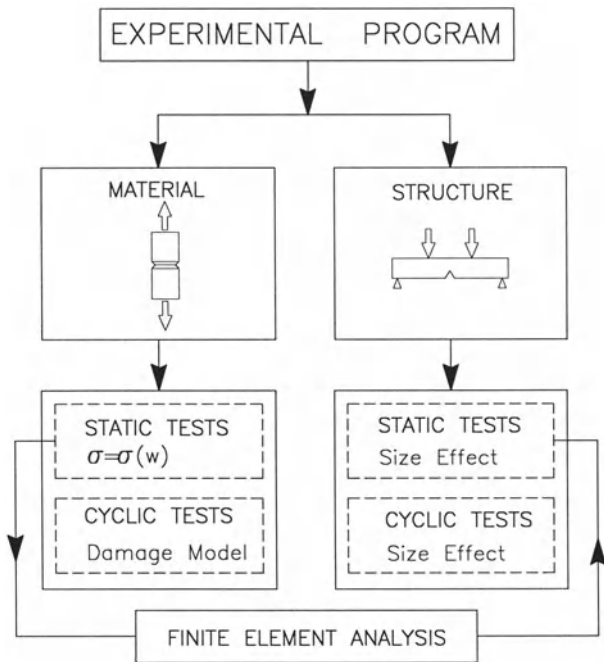 EXPERIMENTAL PROGRAM
MATERIAL
STRUCTURE
STATIC TESTS
σ=σ(w)
CYCLIC TESTS
Damage Model
STATIC TESTS
Size Effect
CYCLIC TESTS
Size Effect
FINITE ELEMENT ANALYSIS